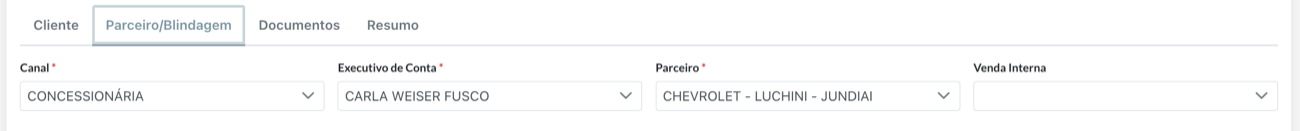 Cliente Parceiro/Blindagem Documentos Resumo
Canal * Executivo de Conta * Parceiro * Venda Interna
CONCESSIONÁRIA CARLA WEISER FUSCO CHEVROLET - LUCHINI - JUNDIAI